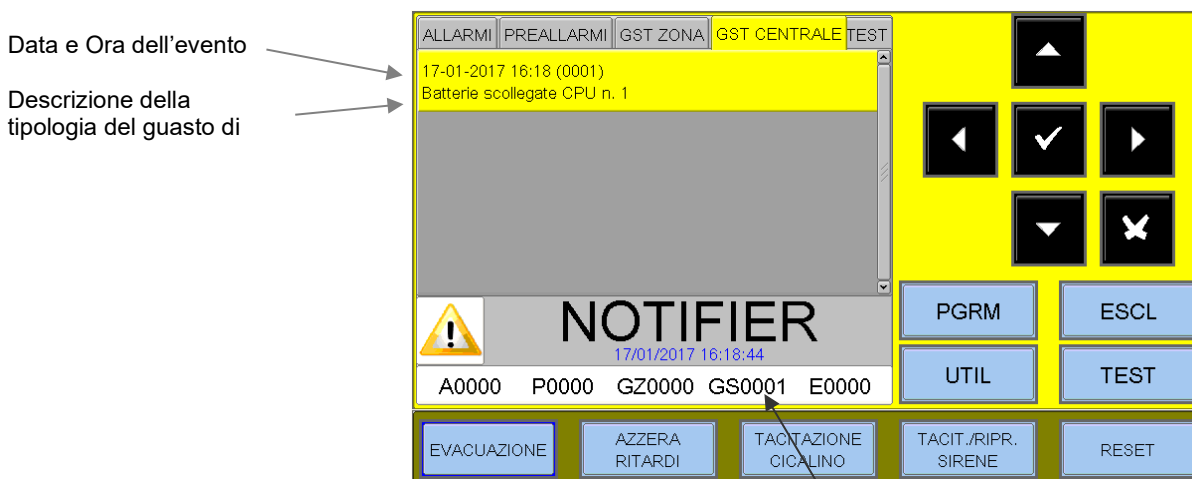 Data e Ora dell'evento
Descrizione della
tipologia del guasto di
ALLARMI PREALLARMI GST ZONA GST CENTRALE TEST
17-01-2017 16:18 (0001)
Batterie scollegate CPU n. 1
NOTIFIER
17/01/2017 16:18:44
A0000 P0000 GZ0000 GS0001 E0000
PGRM
ESCL
UTIL
TEST
EVACUAZIONE
AZZERA
RITARDI
TACITAZIONE
CICALINO
TACIT./RIPR.
SIRENE
RESET